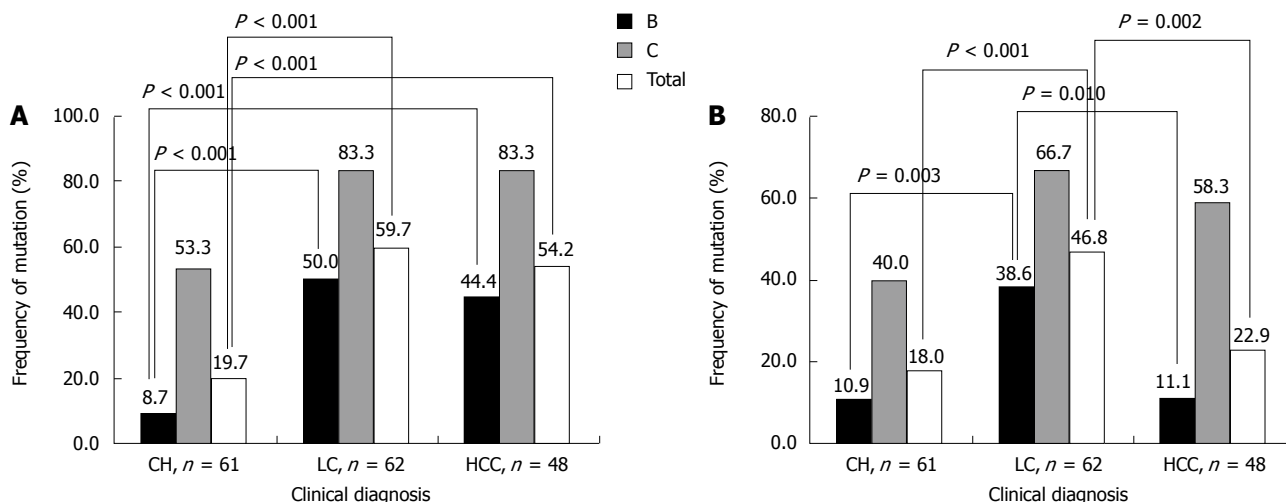 P < 0.001
P < 0.001
P < 0.001
P < 0.001
B
C
Total
A
Frequency of mutation (%)
100.0
80.0
60.0
40.0
20.0
0.0
8.7
53.3
19.7
50.0
83.3
59.7
44.4
83.3
54.2
CH, n = 61
LC, n = 62
HCC, n = 48
Clinical diagnosis
P = 0.002
P < 0.001
P = 0.010
P = 0.003
B
Frequency of mutation (%)
80.0
60.0
40.0
20.0
0.0
10.9
40.0
18.0
38.6
66.7
46.8
11.1
58.3
22.9
CH, n = 61
LC, n = 62
HCC, n = 48
Clinical diagnosis